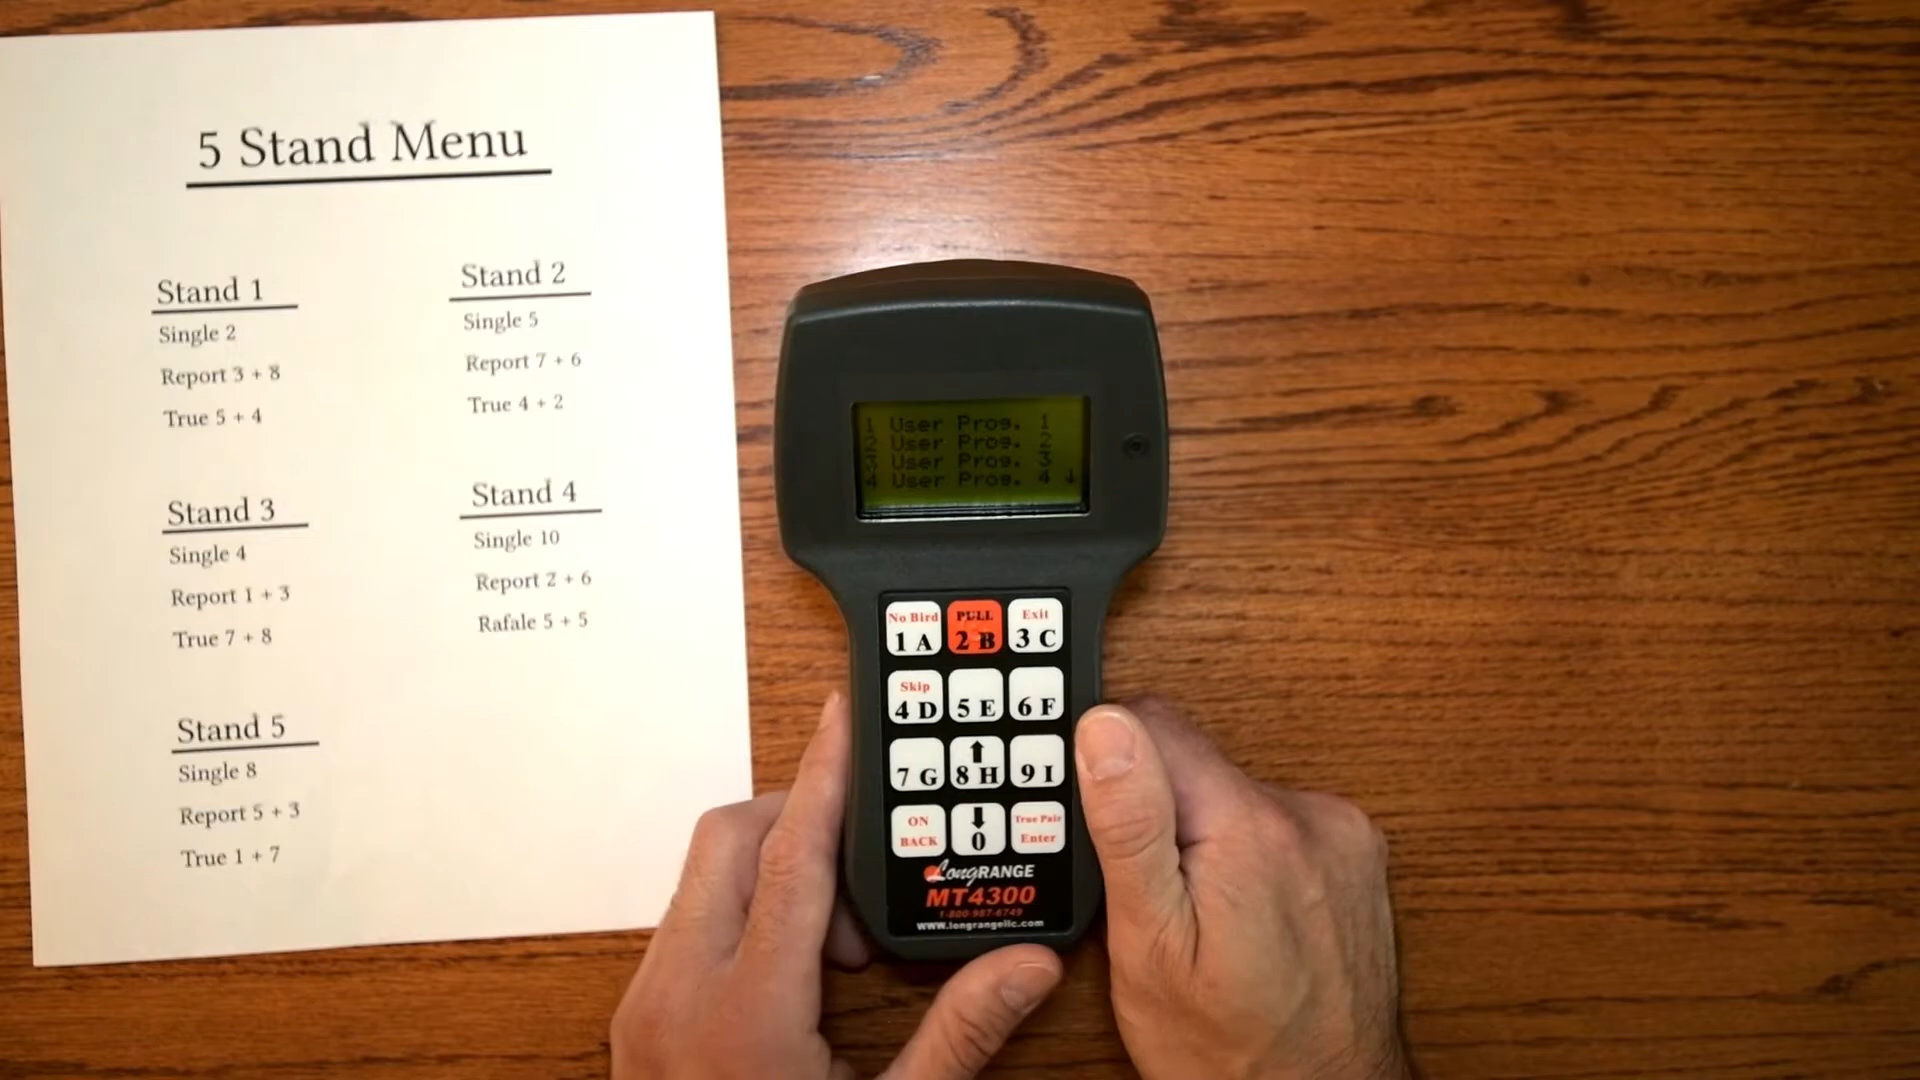 5 Stand Menu
Stand 1
Single 2
Report 3 + 8
True 5 + 4
Stand 2
Single 5
Report 7 + 6
True 4 + 2
Stand 3
Single 4
Report 1 + 3
True 7 + 8
Stand 4
Single 10
Report 2 + 6
Rafale 5 + 5
Stand 5
Single 8
Report 5 + 3
True 1 + 7
1 User Prog. 1
2 User Prog. 2
3 User Prog. 3
4 User Prog. 4 ↓
No Bird PULL Exit
1 A 2 B 3 C
Skip
4 D 5 E 6 F
7 G 8 H 9 I
ON True Pair
BACK 0 Enter
LongRANGE
MT4300
1-800-987-6749
www.longrangellc.com